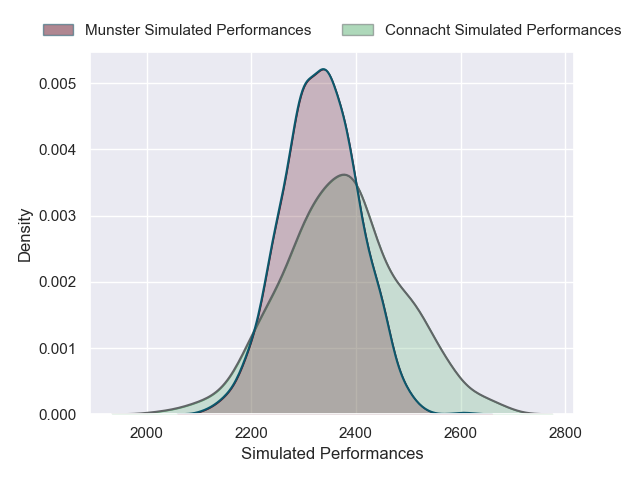 Munster Simulated Performances
Connacht Simulated Performances
0.005
0.004
0.003
0.002
0.001
0.000
Density
2000 2200 2400 2600 2800
Simulated Performances